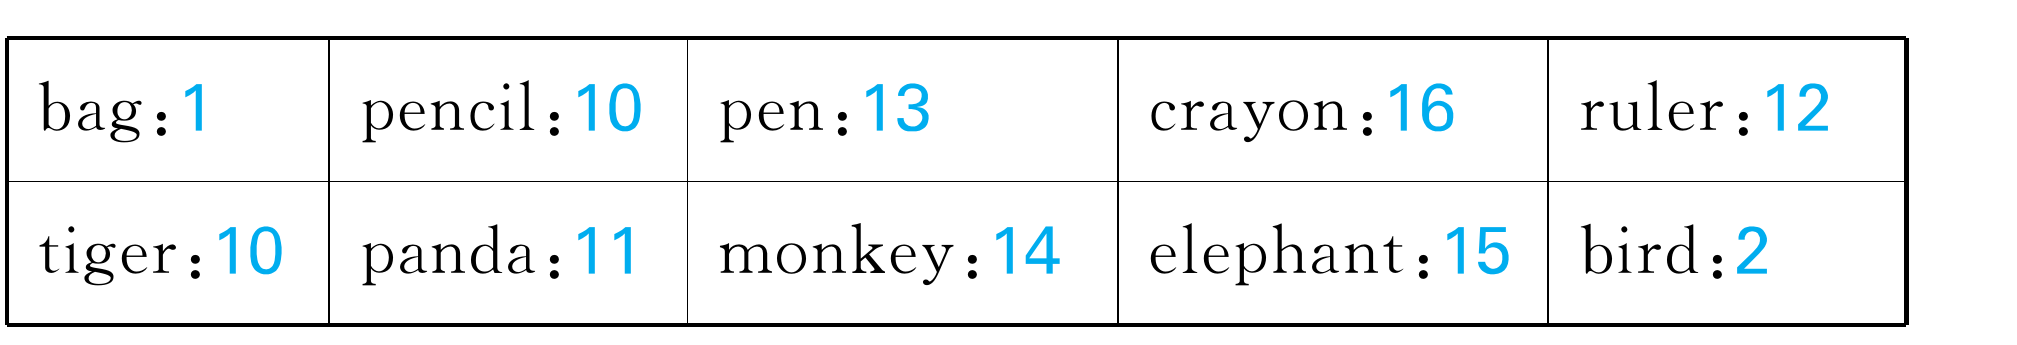 bag:1 pencil:10 pen:13 crayon:16 ruler:12
tiger:10 panda:11 monkey:14 elephant:15 bird:2